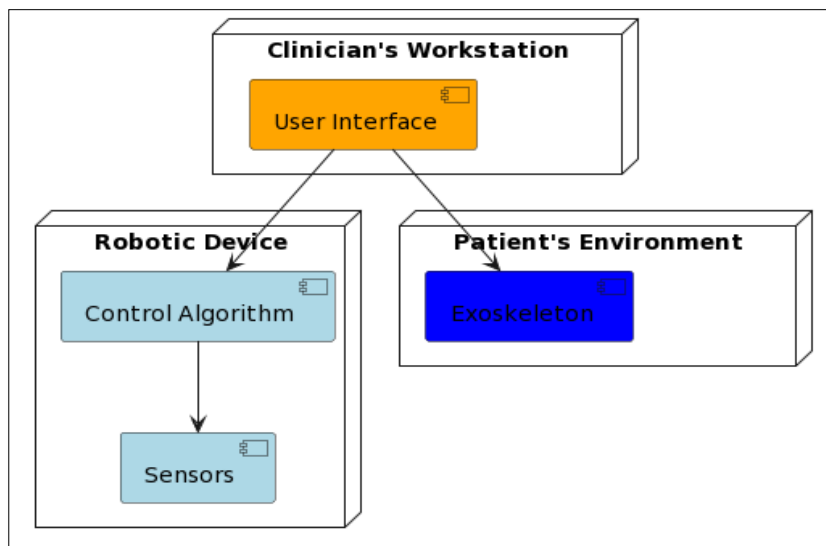 Clinician's Workstation
User Interface
Robotic Device
Patient's Environment
Control Algorithm
Exoskeleton
Sensors